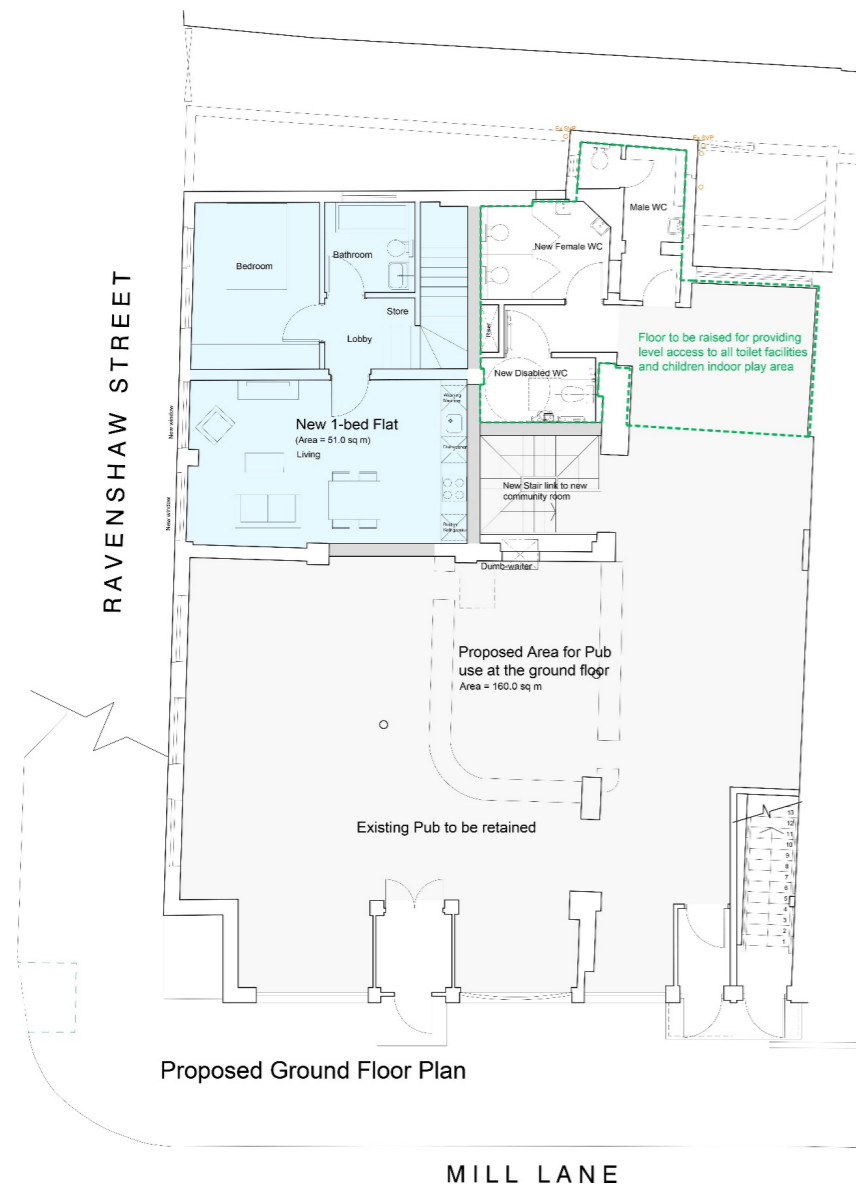 Ex SVP
Ex SVP
Male WC
New Female WC
Bedroom
Bathroom
Store
Lobby
Riser
Floor to be raised for providing
level access to all toilet facilities
and children indoor play area
New Disabled WC
RAVENSHAW STREET
New window
New window
New 1-bed Flat
(Area = 51.0 sq m)
Living
New Stair link to new
community room
Dumb-waiter
Proposed Area for Pub
use at the ground floor
Area = 160.0 sq m
Existing Pub to be retained
13
12
11
10
9
8
7
6
5
4
3
2
1
Proposed Ground Floor Plan
MILL LANE